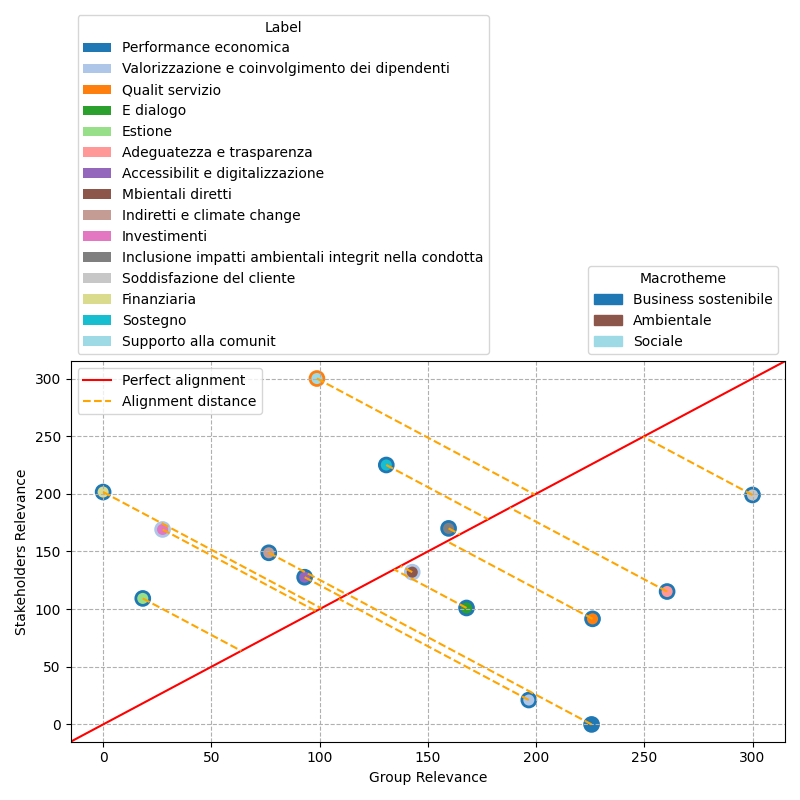 Label
Performance economica
Valorizzazione e coinvolgimento dei dipendenti
Qualit servizio
E dialogo
Estione
Adeguatezza e trasparenza
Accessibilit e digitalizzazione
Mbientali diretti
Indiretti e climate change
Investimenti
Inclusione impatti ambientali integrit nella condotta
Soddisfazione del cliente
Finanziaria
Sostegno
Supporto alla comunit
Macrotheme
Business sostenibile
Ambientale
Sociale
Perfect alignment
Alignment distance
300
250
200
150
100
50
0
Stakeholders Relevance
0 50 100 150 200 250 300
Group Relevance